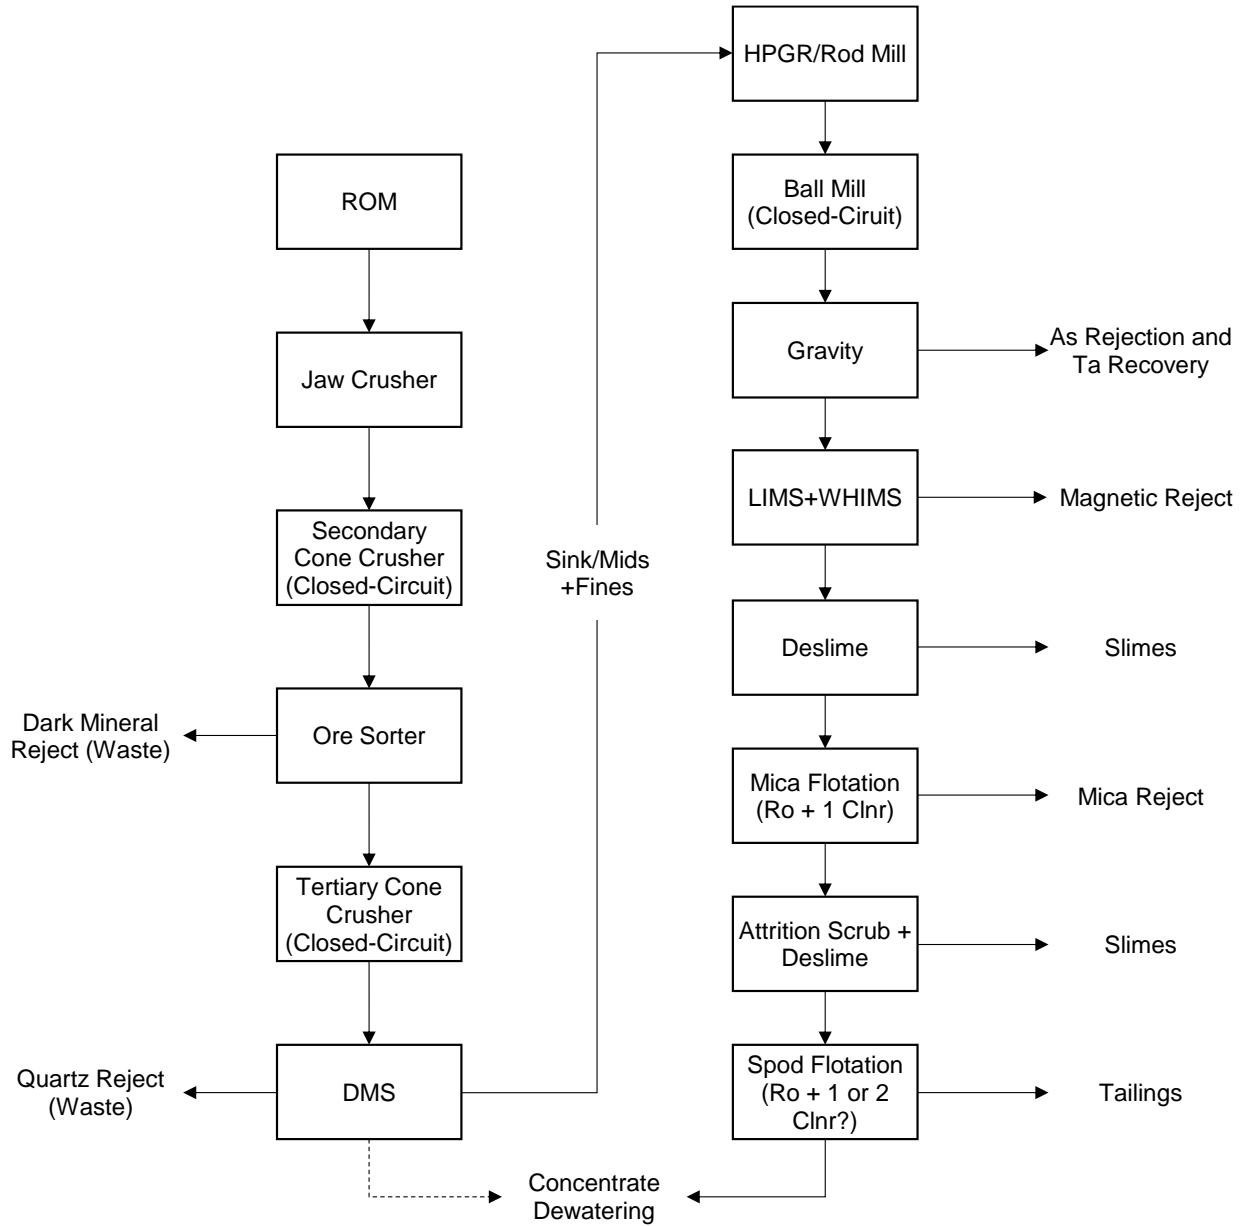 ROM
Jaw Crusher
Secondary
Cone Crusher
(Closed-Circuit)
Ore Sorter
Dark Mineral
Reject (Waste)
Tertiary Cone
Crusher
(Closed-Circuit)
DMS
Quartz Reject
(Waste)
Sink/Mids
+Fines
HPGR/Rod Mill
Ball Mill
(Closed-Ciruit)
Gravity
As Rejection and
Ta Recovery
LIMS+WHIMS
Magnetic Reject
Deslime
Slimes
Mica Flotation
(Ro + 1 Clnr)
Mica Reject
Attrition Scrub +
Deslime
Slimes
Spod Flotation
(Ro + 1 or 2
Clnr?)
Tailings
Concentrate
Dewatering